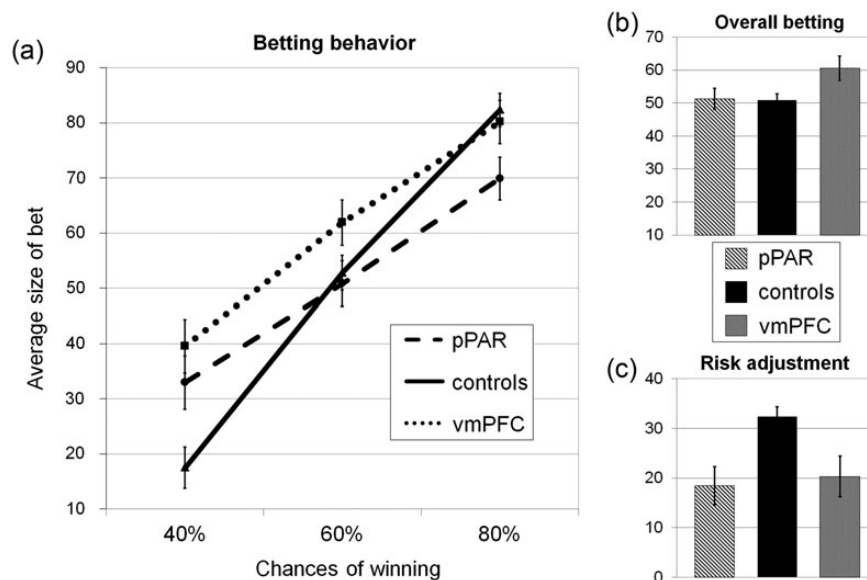 (a)
Betting behavior
Average size of bet
90
80
70
60
50
40
30
20
10
40%
60%
80%
Chances of winning
pPAR
controls
vmPFC
(b)
Overall betting
70
60
50
40
30
20
10
pPAR
controls
vmPFC
(c)
Risk adjustment
40
30
20
10
0